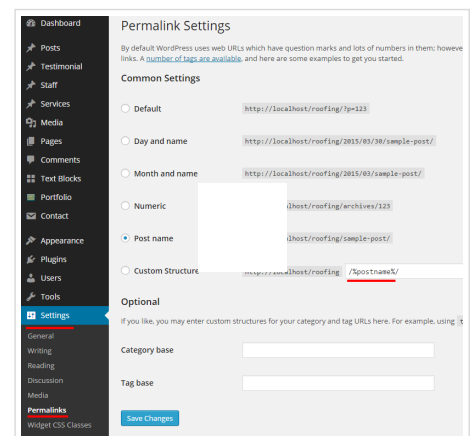 Dashboard
Posts
Testimonial
Staff
Services
Media
Pages
Comments
Text Blocks
Portfolio
Contact
Appearance
Plugins
Users
Tools
Settings
General
Writing
Reading
Discussion
Media
Permalinks
Widget CSS Classes
Permalink Settings
By default WordPress uses web URLs which have question marks and lots of numbers in them; howeve
links. A number of tags are available, and here are some examples to get you started.
Common Settings
Default http://localhost/roofing/?p=123
Day and name http://localhost/roofing/2015/03/30/sample-post/
Month and name http://localhost/roofing/2015/03/sample-post/
Numeric lhost/roofing/archives/123
Post name lhost/roofing/sample-post/
Custom Structure http://localhost/roofing /%postname%/
Optional
If you like, you may enter custom structures for your category and tag URLs here. For example, using t
Category base
Tag base
Save Changes